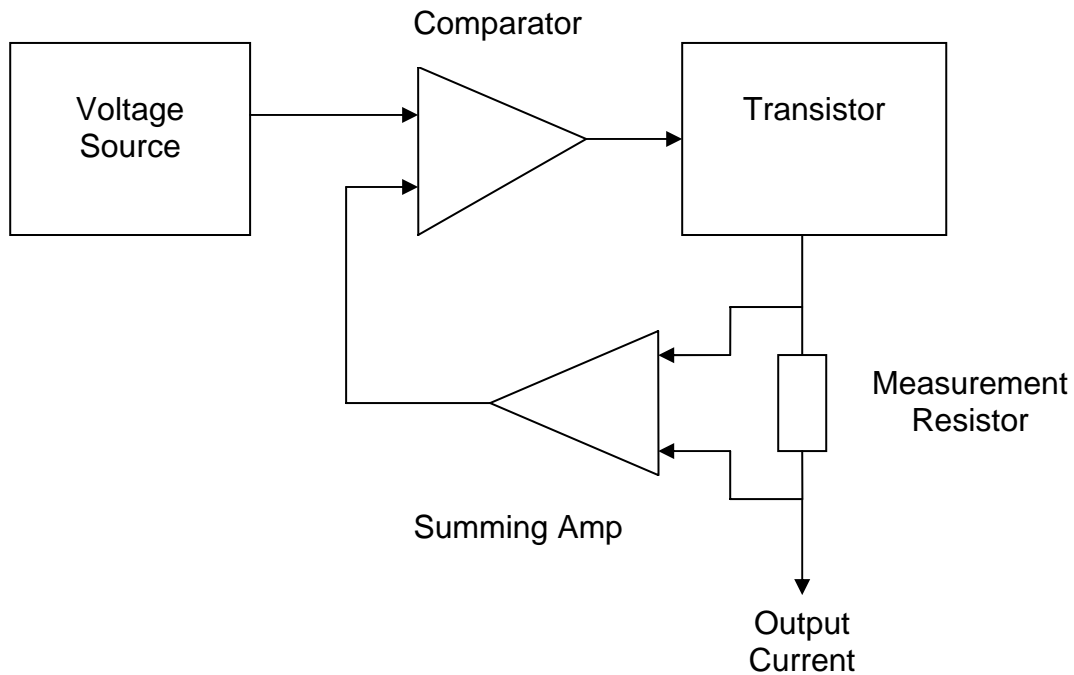 Comparator
Voltage
Source
Transistor
Measurement
Resistor
Summing Amp
Output
Current